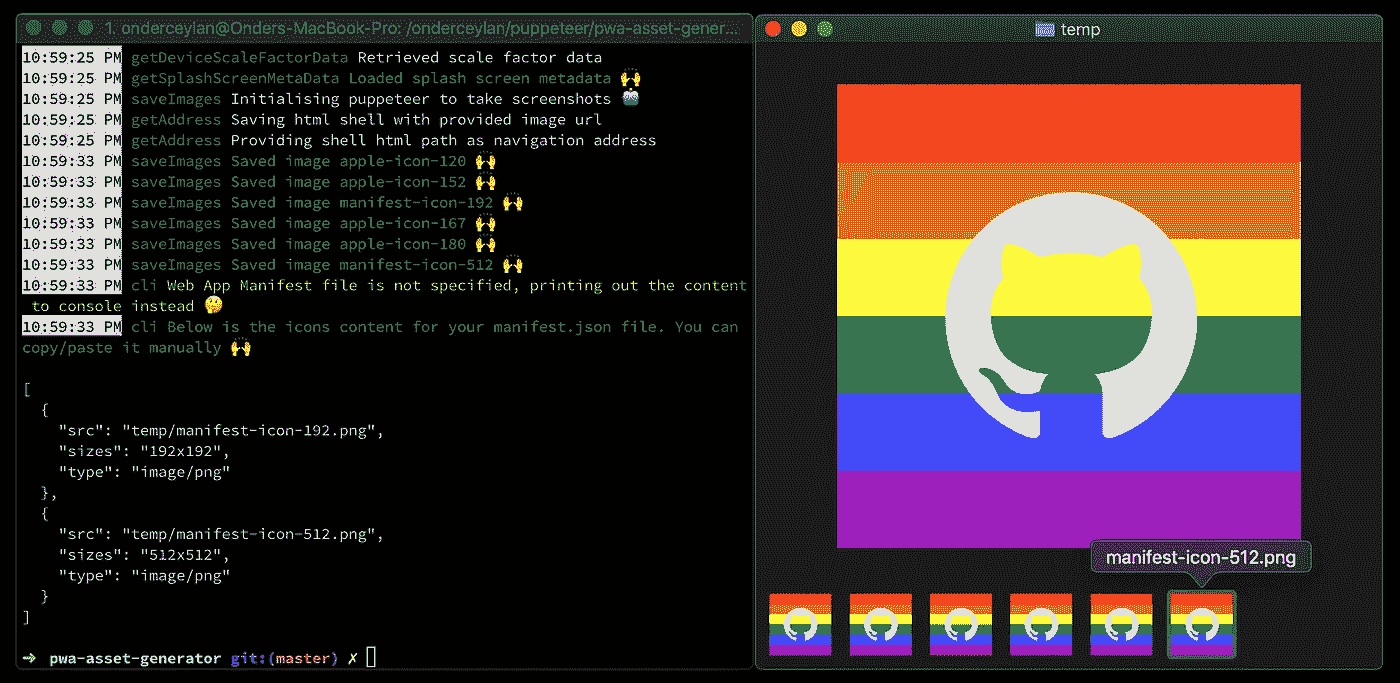 1. onderceylan@Onders-MacBook-Pro: /onderceylan/puppeteer/pwa-asset-gener...
10:59:25 PM getDeviceScaleFactorData Retrieved scale factor data
10:59:25 PM getSplashScreenMetaData Loaded splash screen metadata 🙌
10:59:25 PM saveImages Initialising puppeteer to take screenshots 🤖
10:59:25 PM getAddress Saving html shell with provided image url
10:59:25 PM getAddress Providing shell html path as navigation address
10:59:33 PM saveImages Saved image apple-icon-120 🙌
10:59:33 PM saveImages Saved image apple-icon-152 🙌
10:59:33 PM saveImages Saved image manifest-icon-192 🙌
10:59:33 PM saveImages Saved image apple-icon-167 🙌
10:59:33 PM saveImages Saved image apple-icon-180 🙌
10:59:33 PM saveImages Saved image manifest-icon-512 🙌
10:59:33 PM cli Web App Manifest file is not specified, printing out the content
to console instead 🤔
10:59:33 PM cli Below is the icons content for your manifest.json file. You can
copy/paste it manually 🙌
[
  {
    "src": "temp/manifest-icon-192.png",
    "sizes": "192x192",
    "type": "image/png"
  },
  {
    "src": "temp/manifest-icon-512.png",
    "sizes": "512x512",
    "type": "image/png"
  }
]
→ pwa-asset-generator git:(master) ✗
temp
manifest-icon-512.png